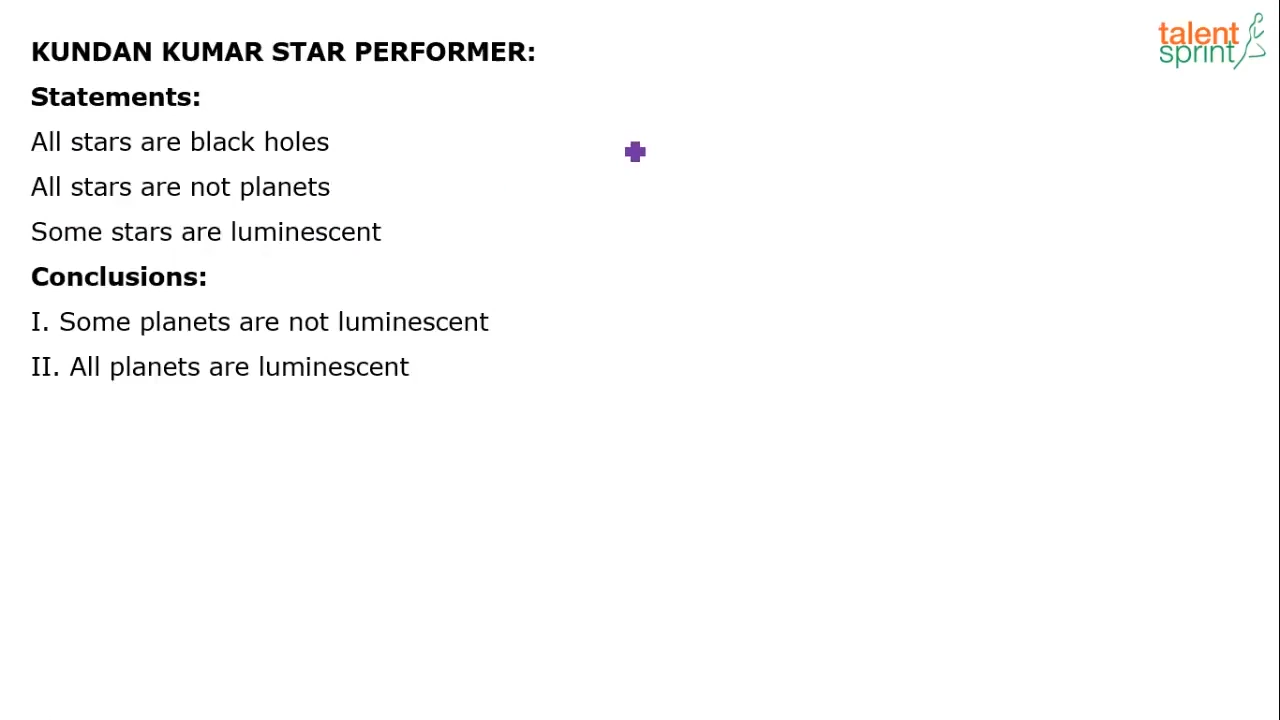 talent
sprint
KUNDAN KUMAR STAR PERFORMER:
Statements:
All stars are black holes
All stars are not planets
Some stars are luminescent
Conclusions:
I. Some planets are not luminescent
II. All planets are luminescent